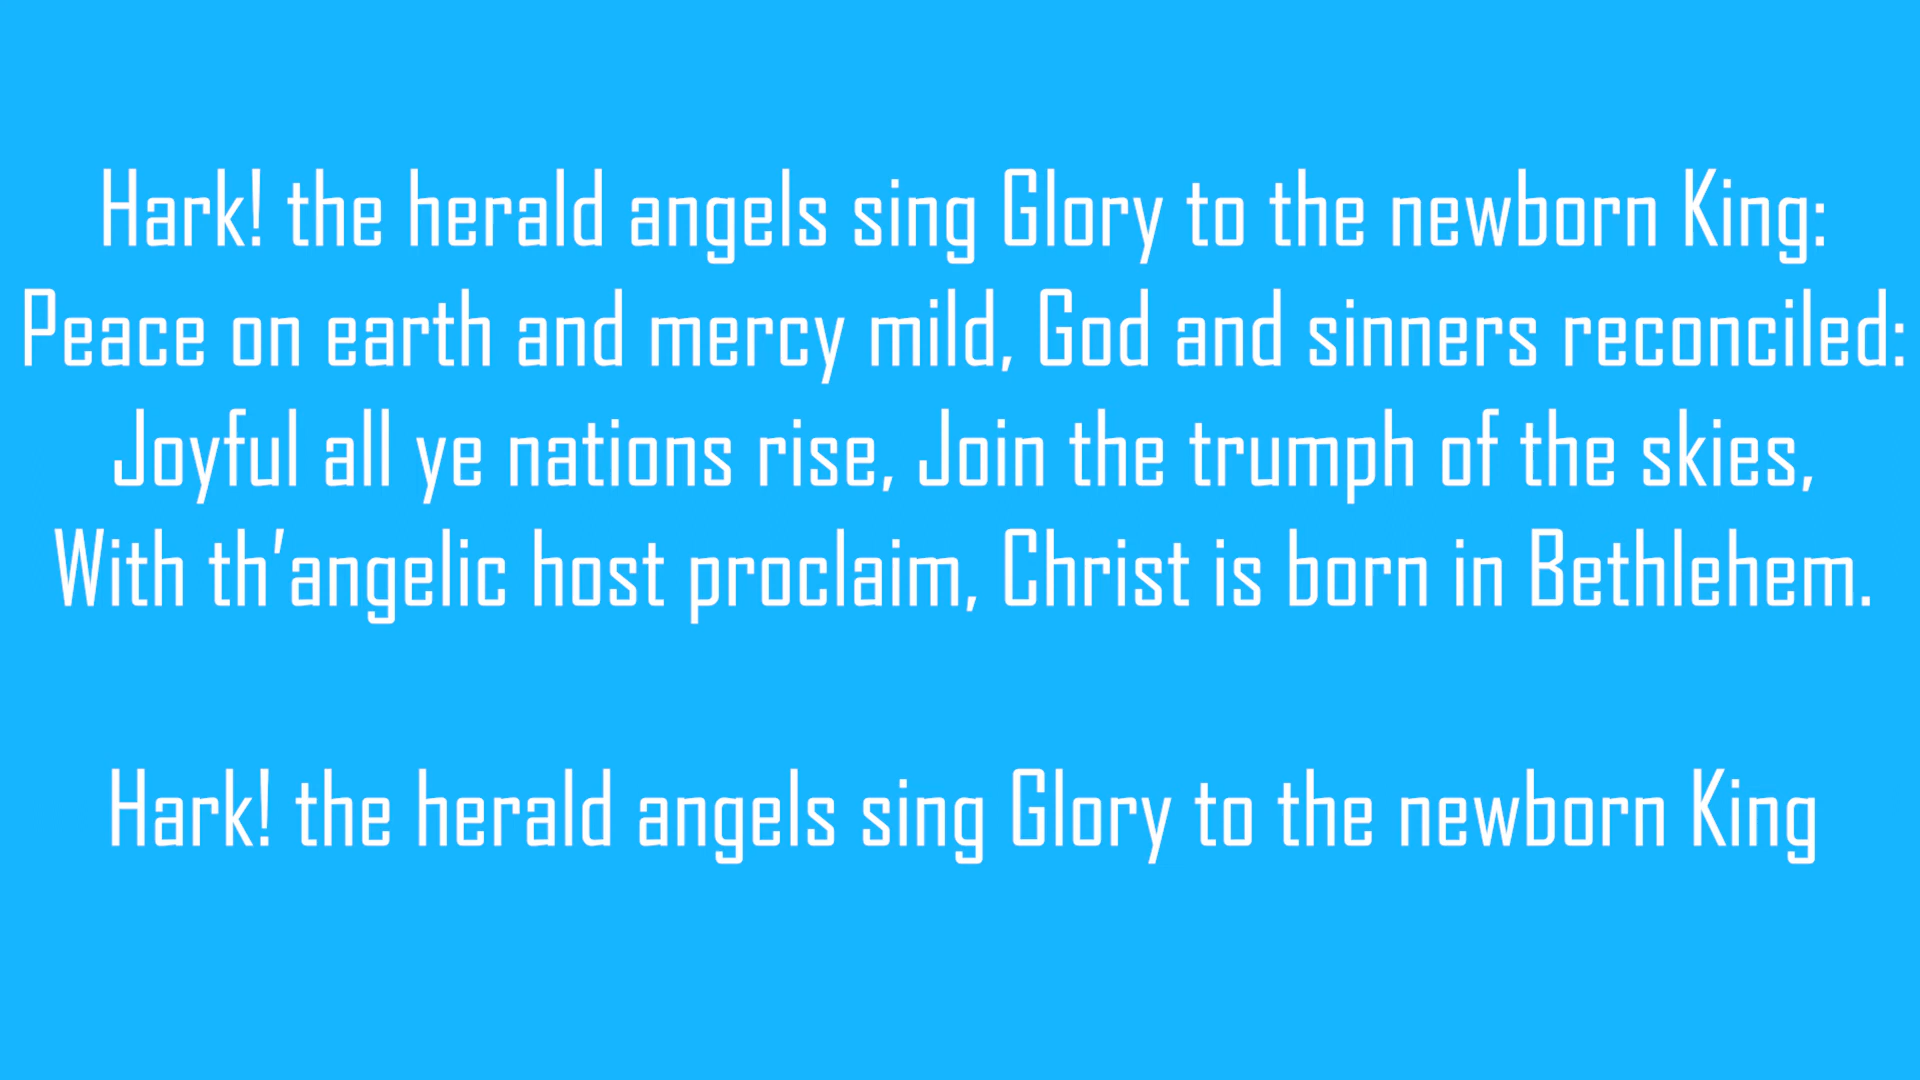 Hark! the herald angels sing Glory to the newborn King:
Peace on earth and mercy mild, God and sinners reconciled:
Joyful all ye nations rise, Join the trumph of the skies,
With th’angelic host proclaim, Christ is born in Bethlehem.
Hark! the herald angels sing Glory to the newborn King